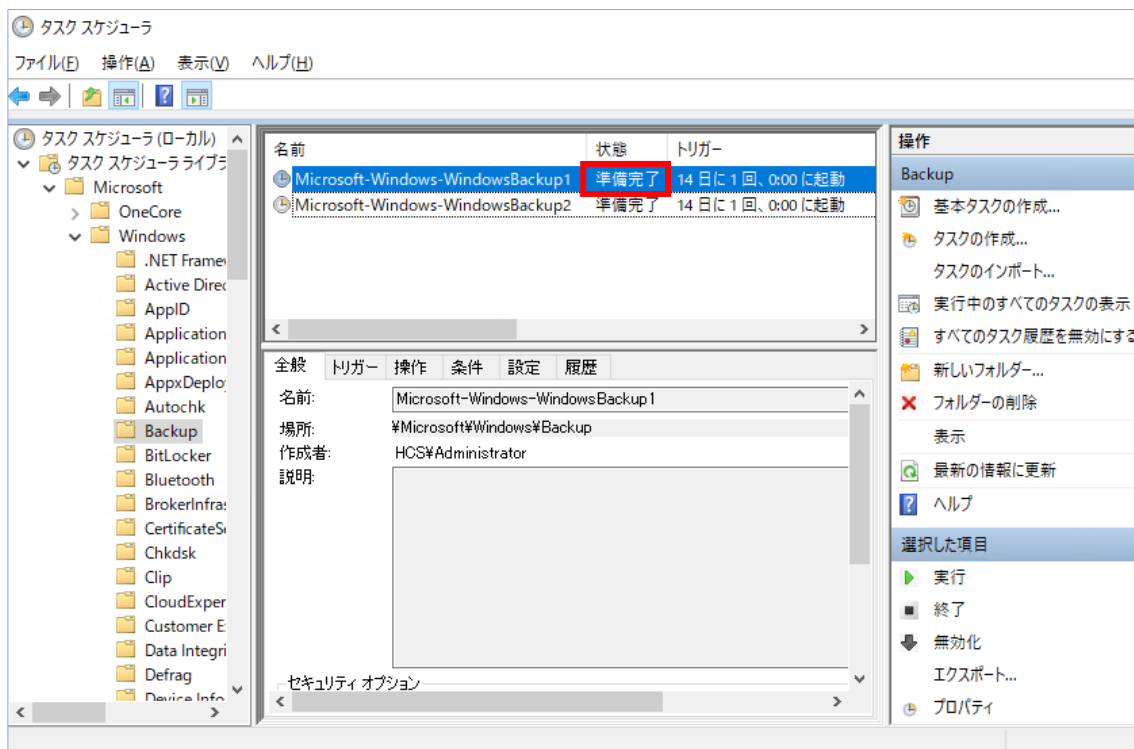 タスク スケジューラ
ファイル(F) 操作(A) 表示(V) ヘルプ(H)
タスク スケジューラ (ローカル)
タスク スケジューラ ライブラ
Microsoft
OneCore
Windows
.NET Frame
Active Direc
AppID
Application
Application
AppxDeplo
Autochk
Backup
BitLocker
Bluetooth
BrokerInfra
CertificateS
Chkdsk
Clip
CloudExper
Customer E
Data Integri
Defrag
Device Info
名前 状態 トリガー
Microsoft-Windows-WindowsBackup1 準備完了 14 日に 1 回、0:00 に起動
Microsoft-Windows-WindowsBackup2 準備完了 14 日に 1 回、0:00 に起動
全般 トリガー 操作 条件 設定 履歴
名前: Microsoft-Windows-WindowsBackup1
場所: ¥Microsoft¥Windows¥Backup
作成者: HCS¥Administrator
説明:
セキュリティ オプション
操作
Backup
基本タスクの作成...
タスクの作成...
タスクのインポート...
実行中のすべてのタスクの表示
すべてのタスク履歴を無効にする
新しいフォルダー...
フォルダーの削除
表示
最新の情報に更新
ヘルプ
選択した項目
実行
終了
無効化
エクスポート...
プロパティ